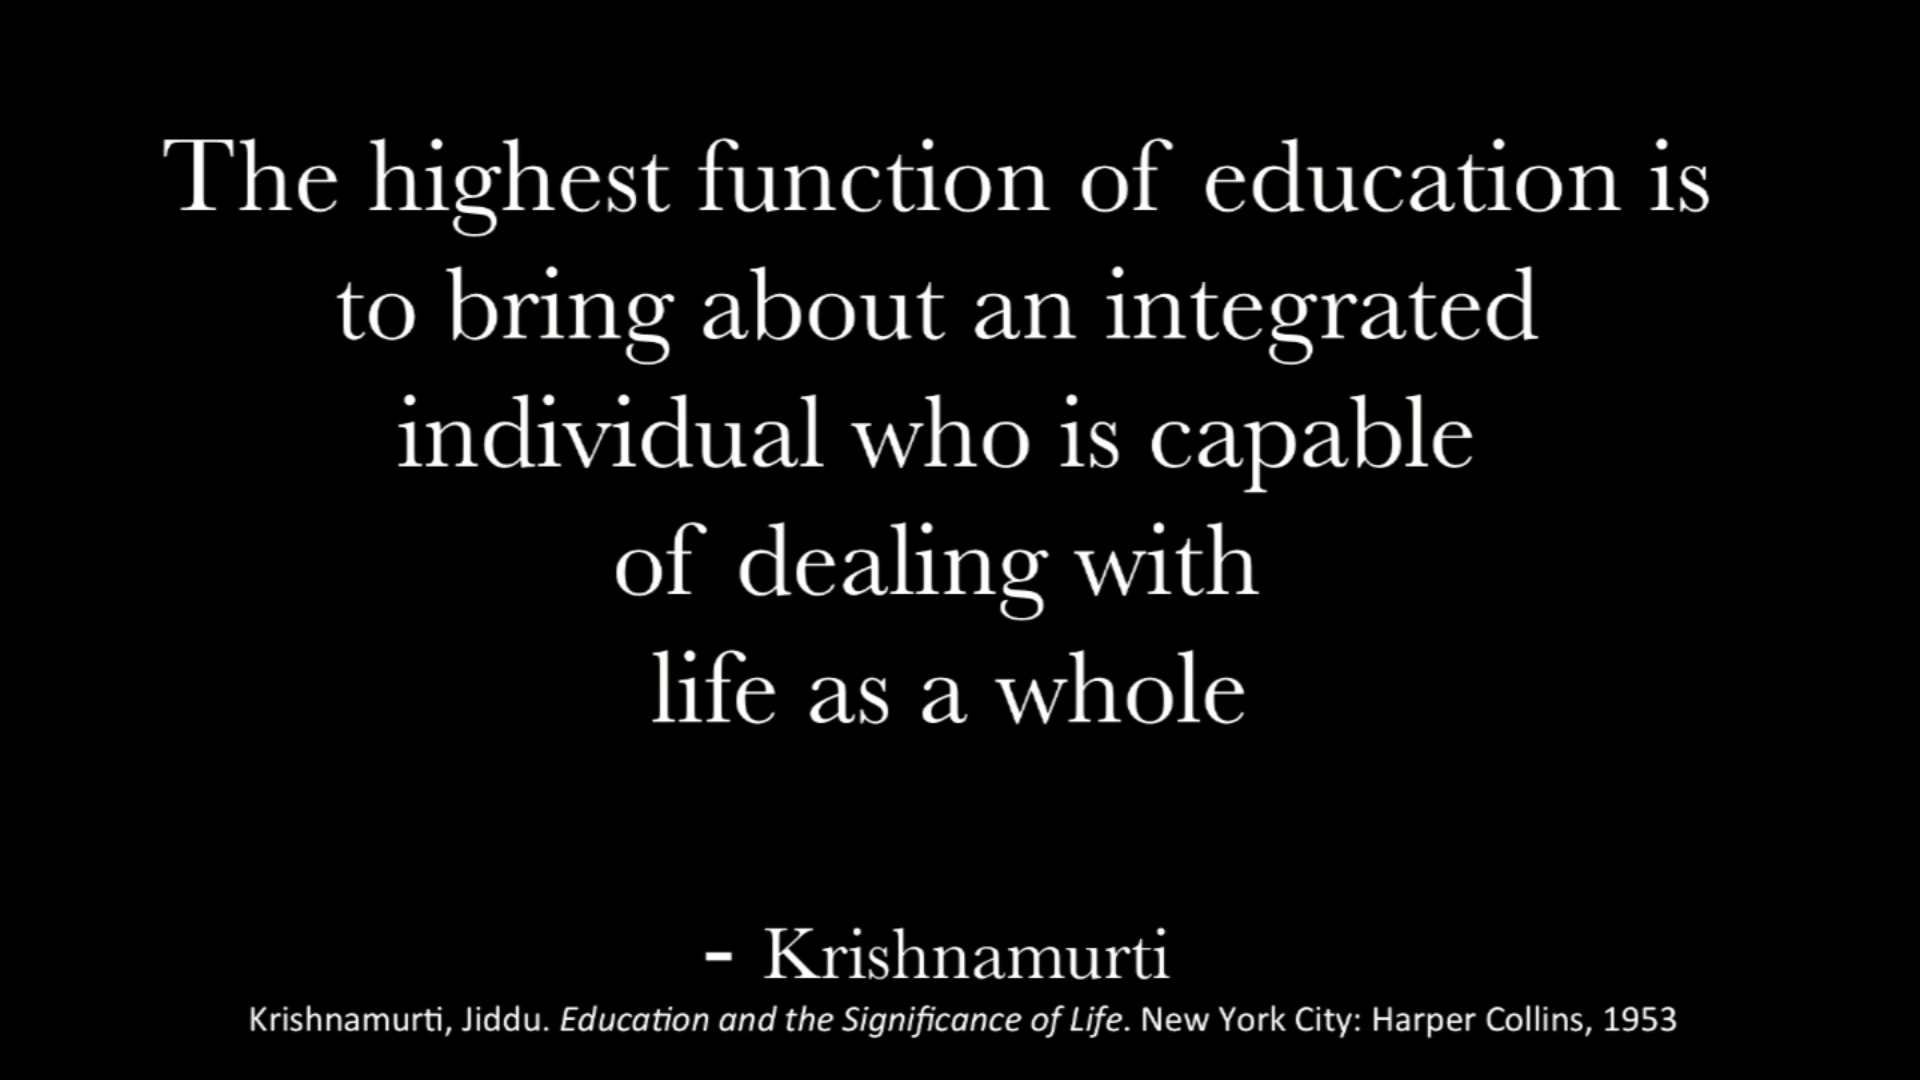 The highest function of education is
to bring about an integrated
individual who is capable
of dealing with
life as a whole
- Krishnamurti
Krishnamurti, Jiddu. Education and the Significance of Life. New York City: Harper Collins, 1953